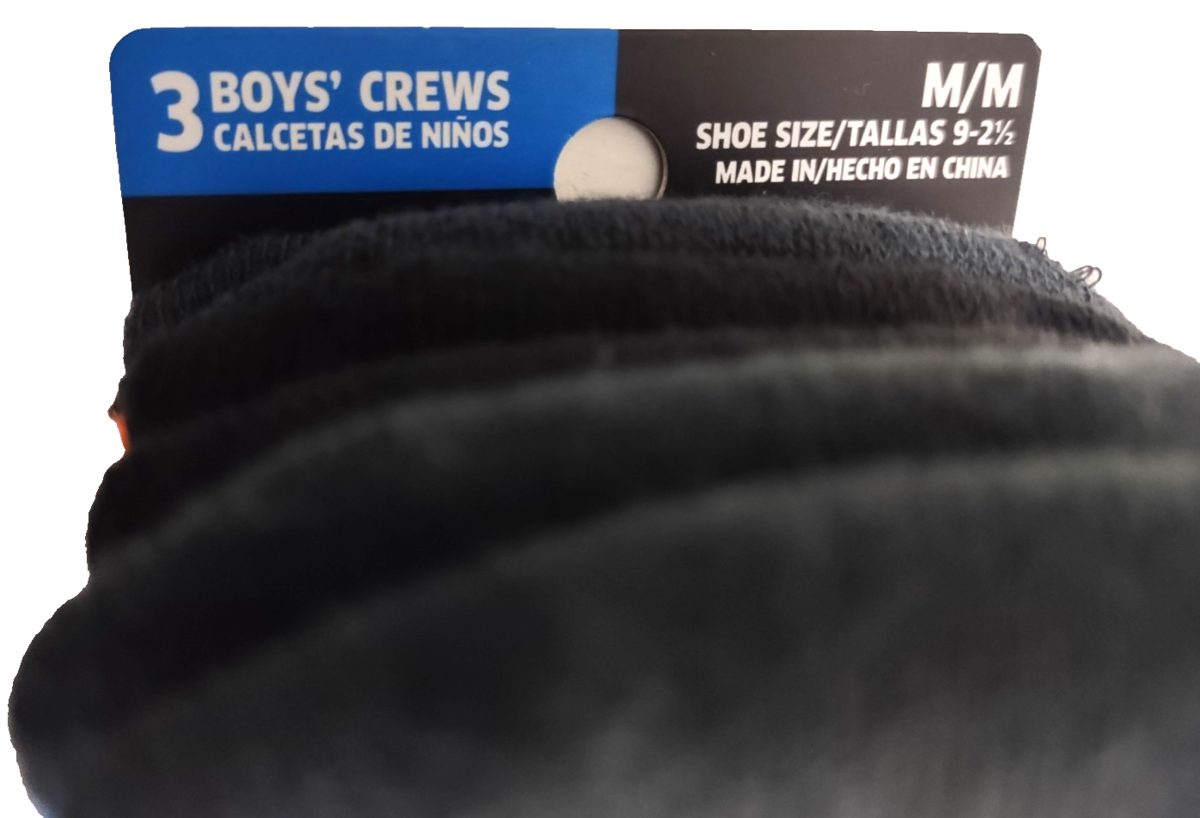 3 BOYS’ CREWS
CALCETAS DE NIÑOS
M/M
SHOE SIZE/TALLAS 9-2½
MADE IN/HECHO EN CHINA